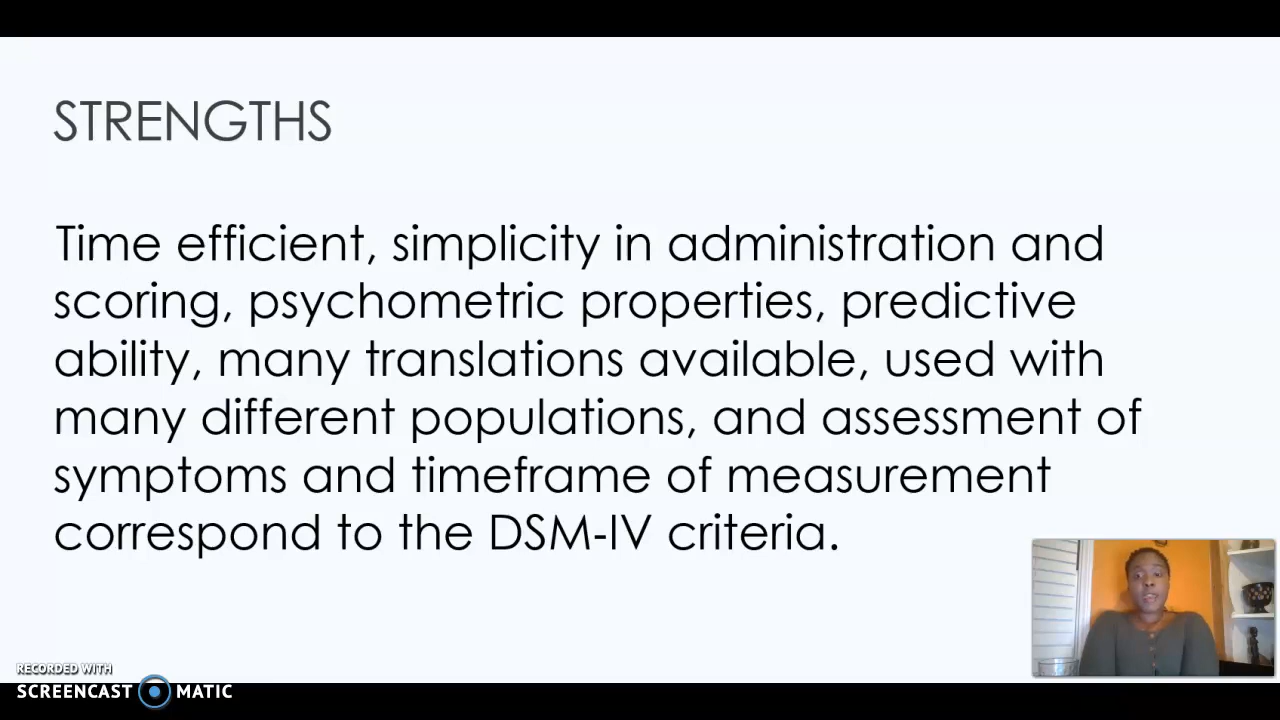 STRENGTHS
Time efficient, simplicity in administration and
scoring, psychometric properties, predictive
ability, many translations available, used with
many different populations, and assessment of
symptoms and timeframe of measurement
correspond to the DSM-IV criteria.
RECORDED WITH
SCREENCAST MATIC